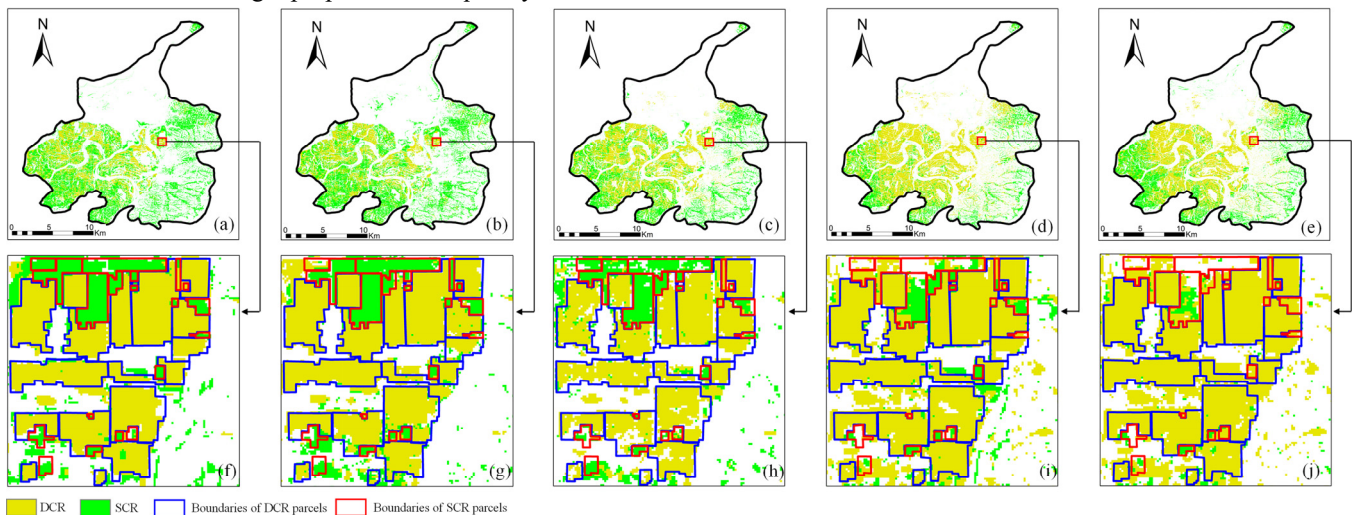 N N N N N
0 5 10 Km 0 5 10 Km 0 5 10 Km 0 5 10 Km 0 5 10 Km
(a) (b) (c) (d) (e)
(f) (g) (h) (i) (j)
DCR SCR Boundaries of DCR parcels Boundaries of SCR parcels